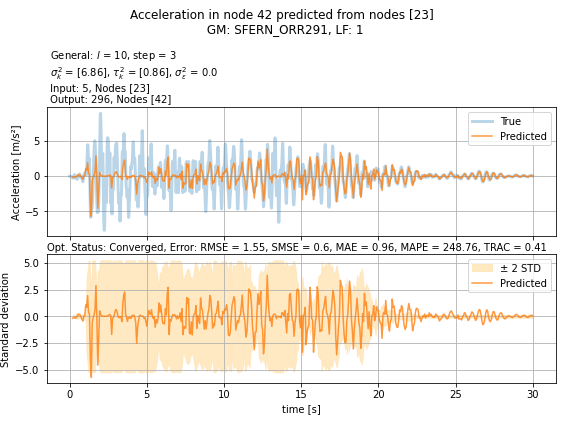 Acceleration in node 42 predicted from nodes [23]
GM: SFERN_ORR291, LF: 1
General: l = 10, step = 3
σ²ₖ = [6.86], τ²ₖ = [0.86], σ²ε = 0.0
Input: 5, Nodes [23]
Output: 296, Nodes [42]
Acceleration [m/s²]
5
0
−5
True
Predicted
Opt. Status: Converged, Error: RMSE = 1.55, SMSE = 0.6, MAE = 0.96, MAPE = 248.76, TRAC = 0.41
Standard deviation
5.0
2.5
0.0
−2.5
−5.0
± 2 STD
Predicted
0 5 10 15 20 25 30
time [s]